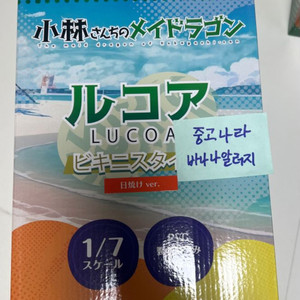 小林さんちのメイドラゴン
ルコア
LUCOA
ビキニスタイ
日焼け ver.
중고나라
바나나알러지
1/7
スケール